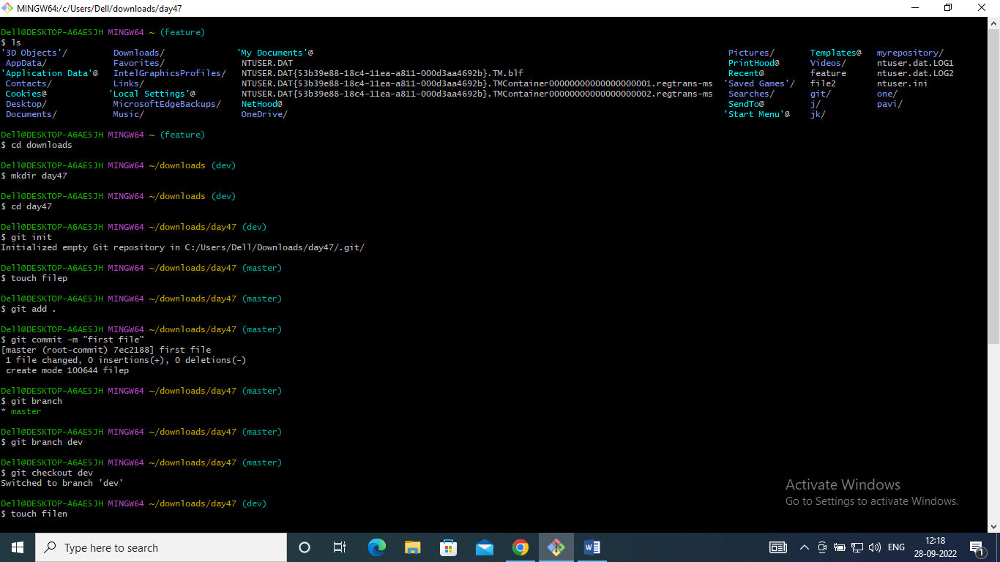 MINGW64:/c/Users/Dell/downloads/day47
Dell@DESKTOP-A6AE5JH MINGW64 ~ (feature)
$ ls
'3D Objects'/ Downloads/ 'My Documents'@ Pictures/ Templates@ myrepository/
AppData/ Favorites/ NTUSER.DAT PrintHood@ Videos/ ntuser.dat.LOG1
'Application Data'@ IntelGraphicsProfiles/ NTUSER.DAT{53b39e88-18c4-11ea-a811-000d3aa4692b}.TM.blf Recent@ feature ntuser.dat.LOG2
Contacts/ Links/ NTUSER.DAT{53b39e88-18c4-11ea-a811-000d3aa4692b}.TMContainer00000000000000000001.regtrans-ms 'Saved Games'/ file2 ntuser.ini
Cookies@ 'Local Settings'@ NTUSER.DAT{53b39e88-18c4-11ea-a811-000d3aa4692b}.TMContainer00000000000000000002.regtrans-ms Searches/ git/ one/
Desktop/ MicrosoftEdgeBackups/ NetHood@ SendTo@ j/ pavi/
Documents/ Music/ OneDrive/ 'Start Menu'@ jk/
Dell@DESKTOP-A6AE5JH MINGW64 ~ (feature)
$ cd downloads
Dell@DESKTOP-A6AE5JH MINGW64 ~/downloads (dev)
$ mkdir day47
Dell@DESKTOP-A6AE5JH MINGW64 ~/downloads (dev)
$ cd day47
Dell@DESKTOP-A6AE5JH MINGW64 ~/downloads/day47 (dev)
$ git init
Initialized empty Git repository in C:/Users/Dell/Downloads/day47/.git/
Dell@DESKTOP-A6AE5JH MINGW64 ~/downloads/day47 (master)
$ touch filep
Dell@DESKTOP-A6AE5JH MINGW64 ~/downloads/day47 (master)
$ git add .
Dell@DESKTOP-A6AE5JH MINGW64 ~/downloads/day47 (master)
$ git commit -m "first file"
[master (root-commit) 7ec2188] first file
1 file changed, 0 insertions(+), 0 deletions(-)
create mode 100644 filep
Dell@DESKTOP-A6AE5JH MINGW64 ~/downloads/day47 (master)
$ git branch
* master
Dell@DESKTOP-A6AE5JH MINGW64 ~/downloads/day47 (master)
$ git branch dev
Dell@DESKTOP-A6AE5JH MINGW64 ~/downloads/day47 (master)
$ git checkout dev
Switched to branch 'dev'
Dell@DESKTOP-A6AE5JH MINGW64 ~/downloads/day47 (dev)
$ touch filen
Activate Windows
Go to Settings to activate Windows.
Type here to search
ENG
12:18
28-09-2022
1